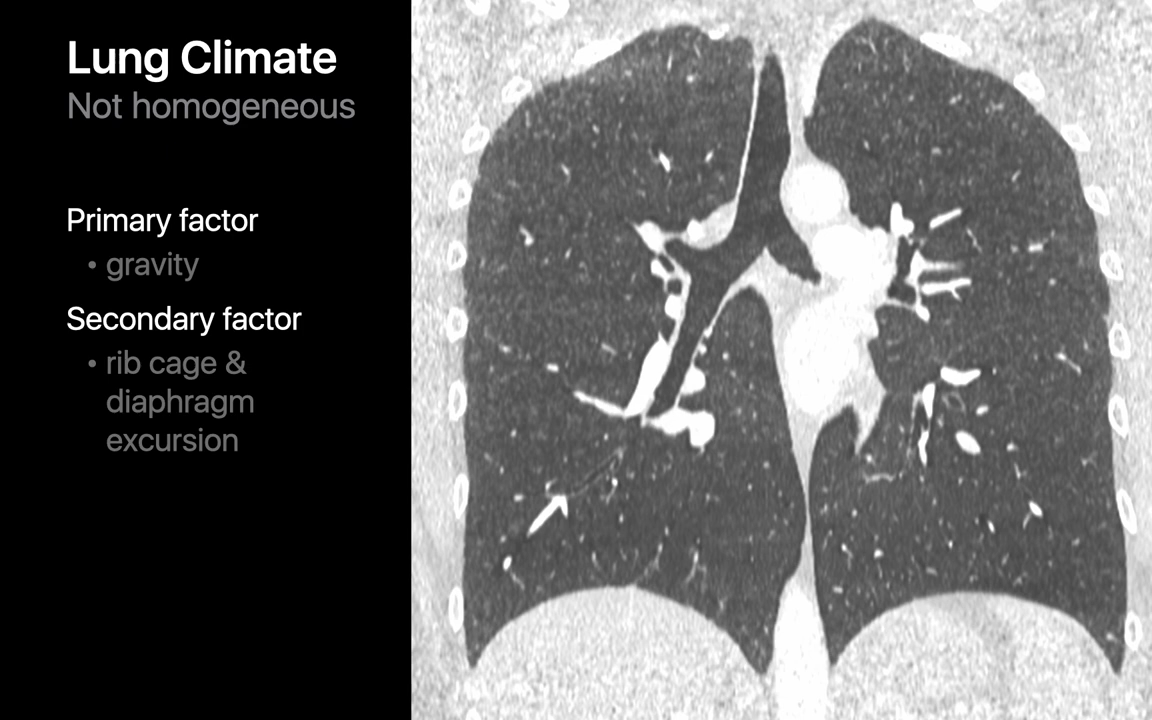 Lung Climate
Not homogeneous
Primary factor
• gravity
Secondary factor
• rib cage &
diaphragm
excursion